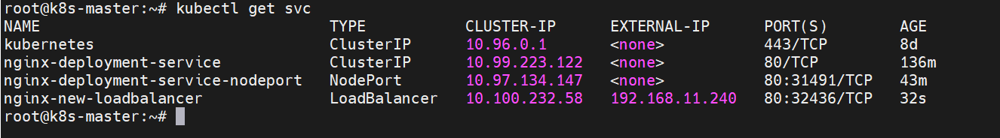 root@k8s-master:~# kubectl get svc
NAME TYPE CLUSTER-IP EXTERNAL-IP PORT(S) AGE
kubernetes ClusterIP 10.96.0.1 <none> 443/TCP 8d
nginx-deployment-service ClusterIP 10.99.223.122 <none> 80/TCP 136m
nginx-deployment-service-nodeport NodePort 10.97.134.147 <none> 80:31491/TCP 43m
nginx-new-loadbalancer LoadBalancer 10.100.232.58 192.168.11.240 80:32436/TCP 32s
root@k8s-master:~#